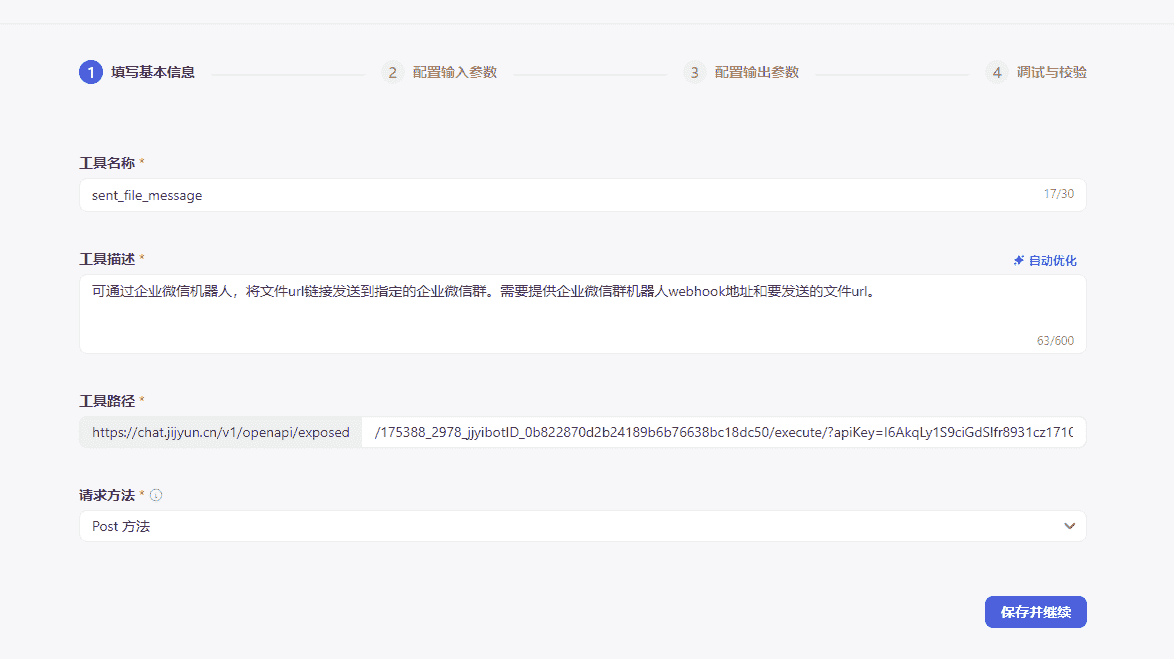 1 填写基本信息 2 配置输入参数 3 配置输出参数 4 调试与校验
工具名称 *
sent_file_message 17/30
工具描述 * 自动优化
可通过企业微信机器人，将文件url链接发送到指定的企业微信群。需要提供企业微信群机器人webhook地址和要发送的文件url。
63/600
工具路径 *
https://chat.jijyun.cn/v1/openapi/exposed /175388_2978_jjyibotID_0b822870d2b24189b6b76638bc18dc50/execute/?apiKey=I6AkqLy1S9ciGdSlfr8931cz1710
请求方法 *
Post 方法
保存并继续